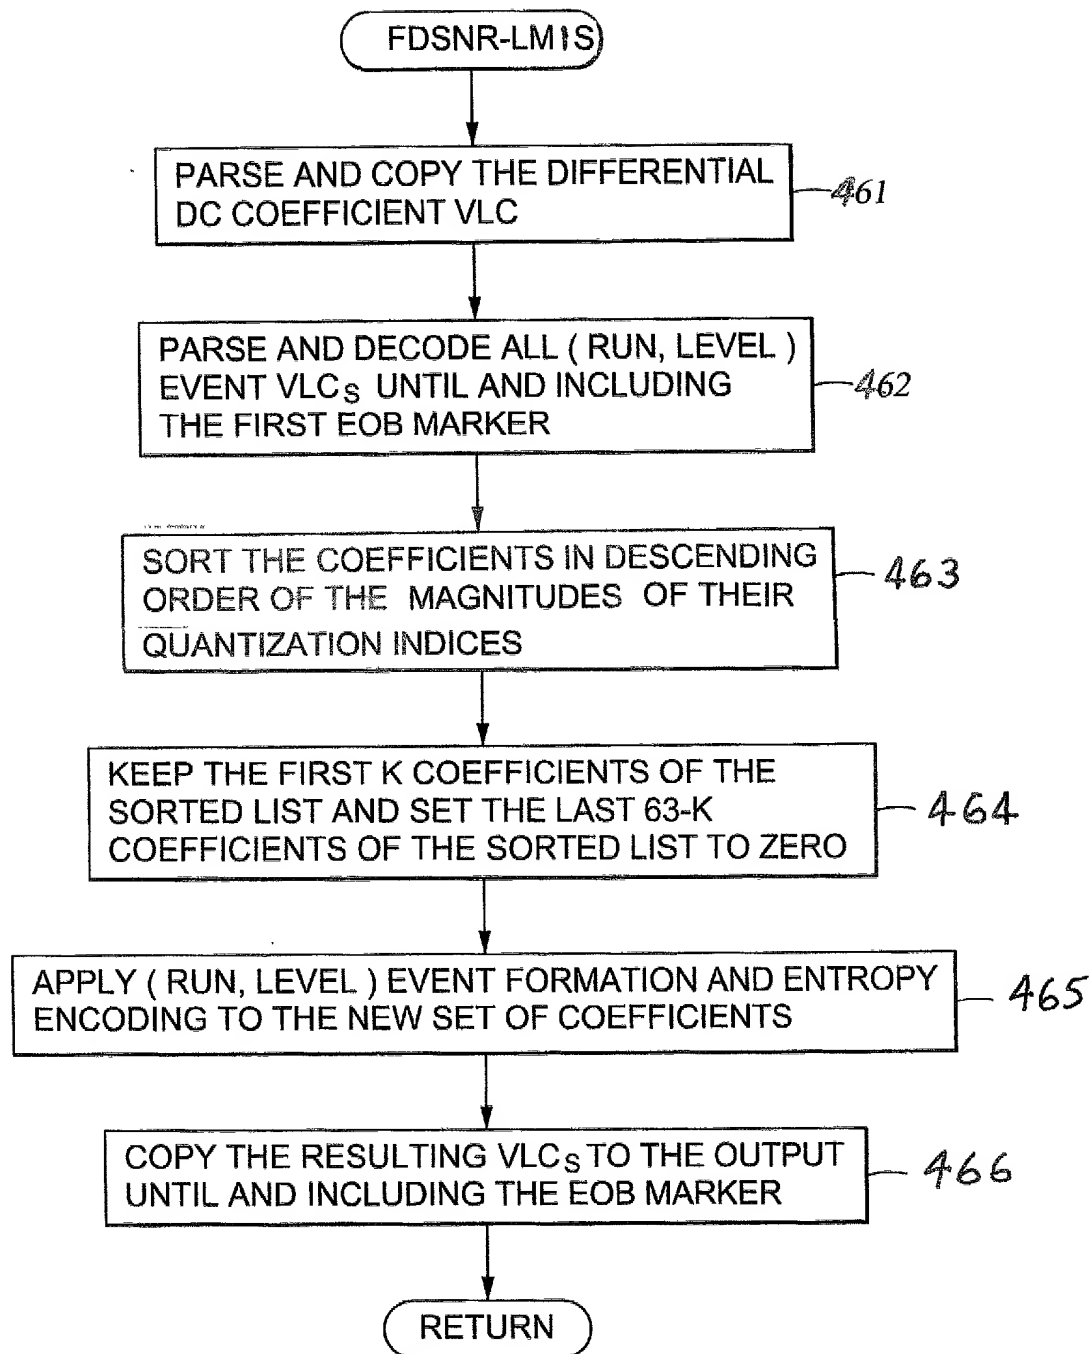 FDSNR-LM1S
PARSE AND COPY THE DIFFERENTIAL
DC COEFFICIENT VLC
461
PARSE AND DECODE ALL ( RUN, LEVEL )
EVENT VLCS UNTIL AND INCLUDING
THE FIRST EOB MARKER
462
SORT THE COEFFICIENTS IN DESCENDING
ORDER OF THE MAGNITUDES OF THEIR
QUANTIZATION INDICES
463
KEEP THE FIRST K COEFFICIENTS OF THE
SORTED LIST AND SET THE LAST 63-K
COEFFICIENTS OF THE SORTED LIST TO ZERO
464
APPLY ( RUN, LEVEL ) EVENT FORMATION AND ENTROPY
ENCODING TO THE NEW SET OF COEFFICIENTS
465
COPY THE RESULTING VLCS TO THE OUTPUT
UNTIL AND INCLUDING THE EOB MARKER
466
RETURN